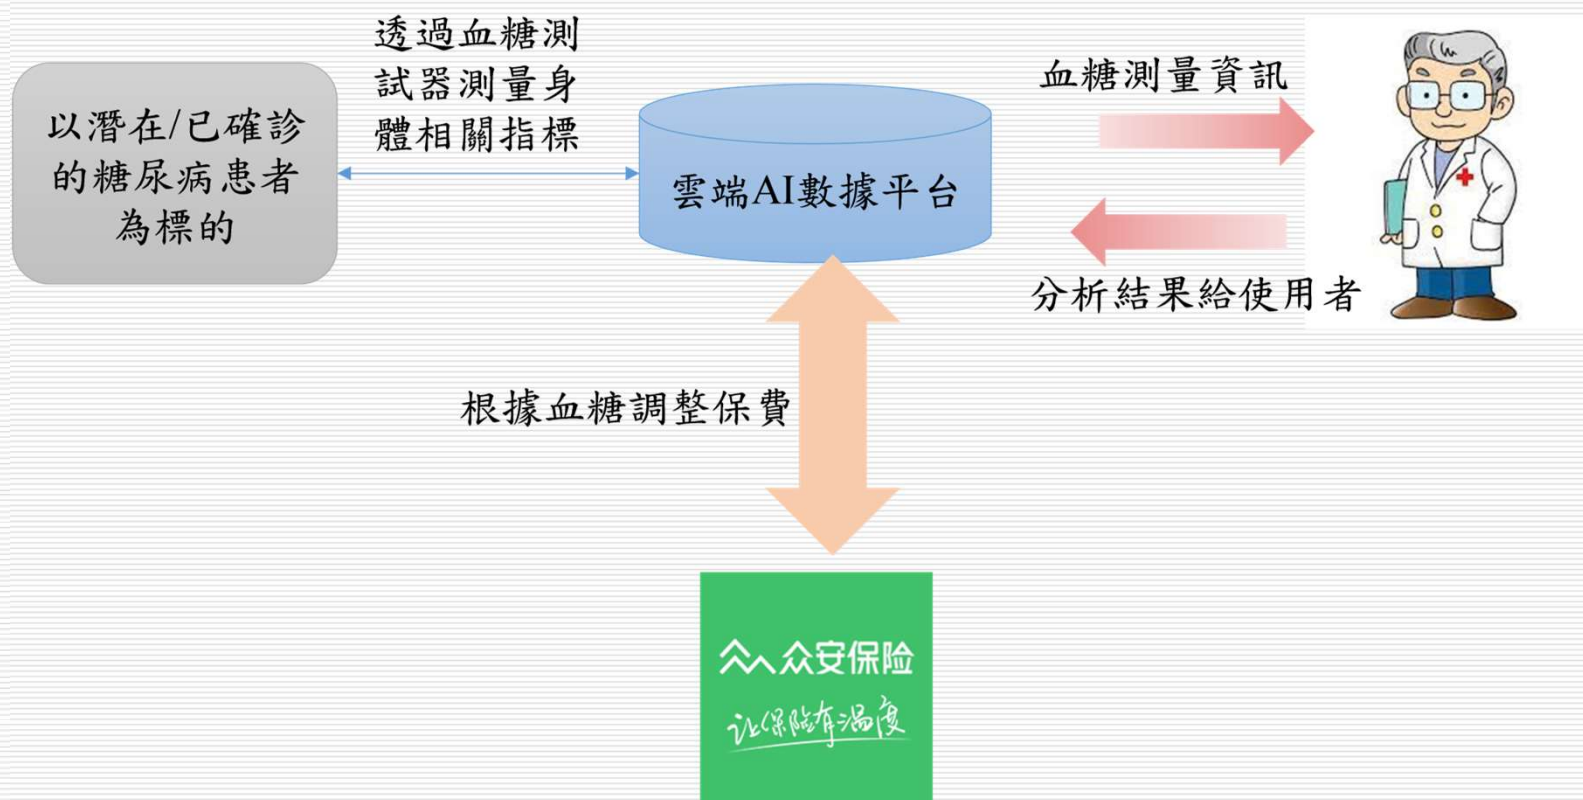 以潛在/已確診
的糖尿病患者
為標的
透過血糖測
試器測量身
體相關指標
雲端AI數據平台
血糖測量資訊
分析結果給使用者
根據血糖調整保費
众安保险
让保险有温度